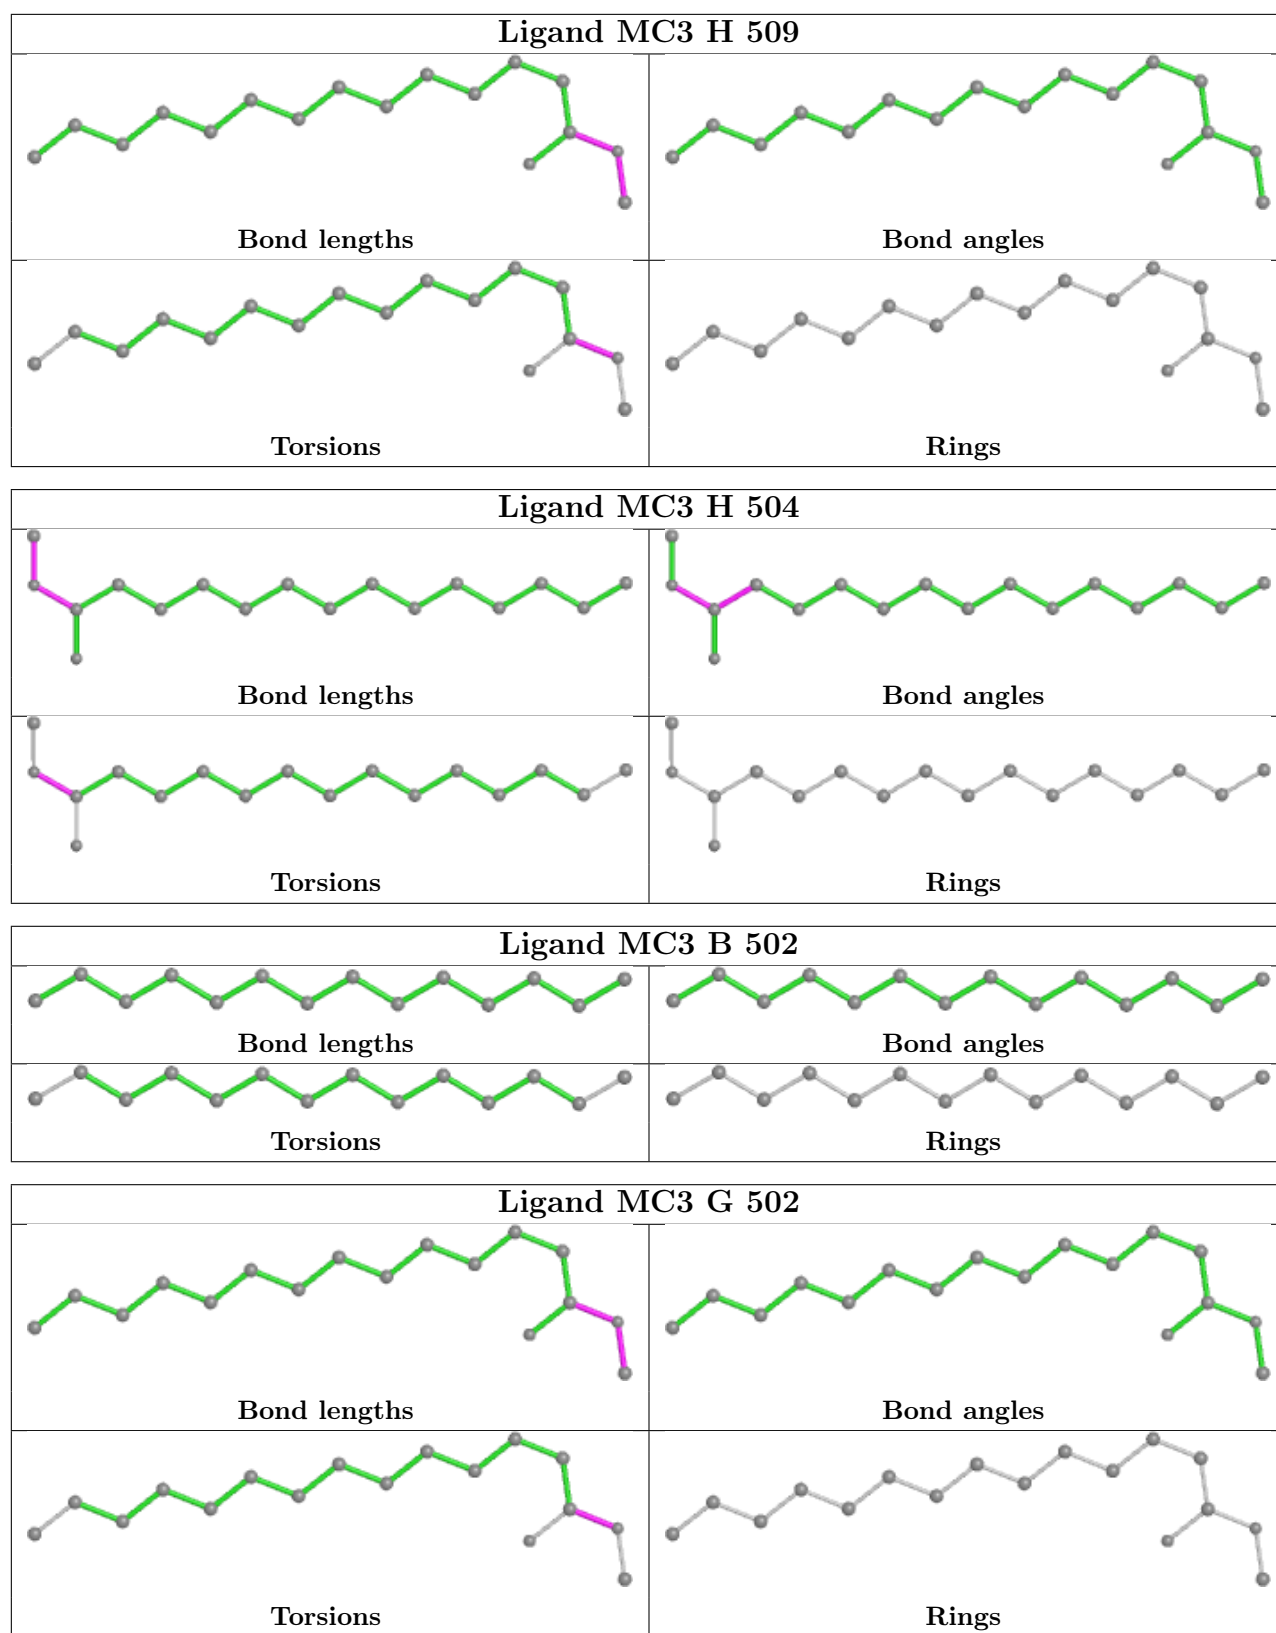 Ligand MC3 H 509
Bond lengths
Bond angles
Torsions
Rings
Ligand MC3 H 504
Bond lengths
Bond angles
Torsions
Rings
Ligand MC3 B 502
Bond lengths
Bond angles
Torsions
Rings
Ligand MC3 G 502
Bond lengths
Bond angles
Torsions
Rings